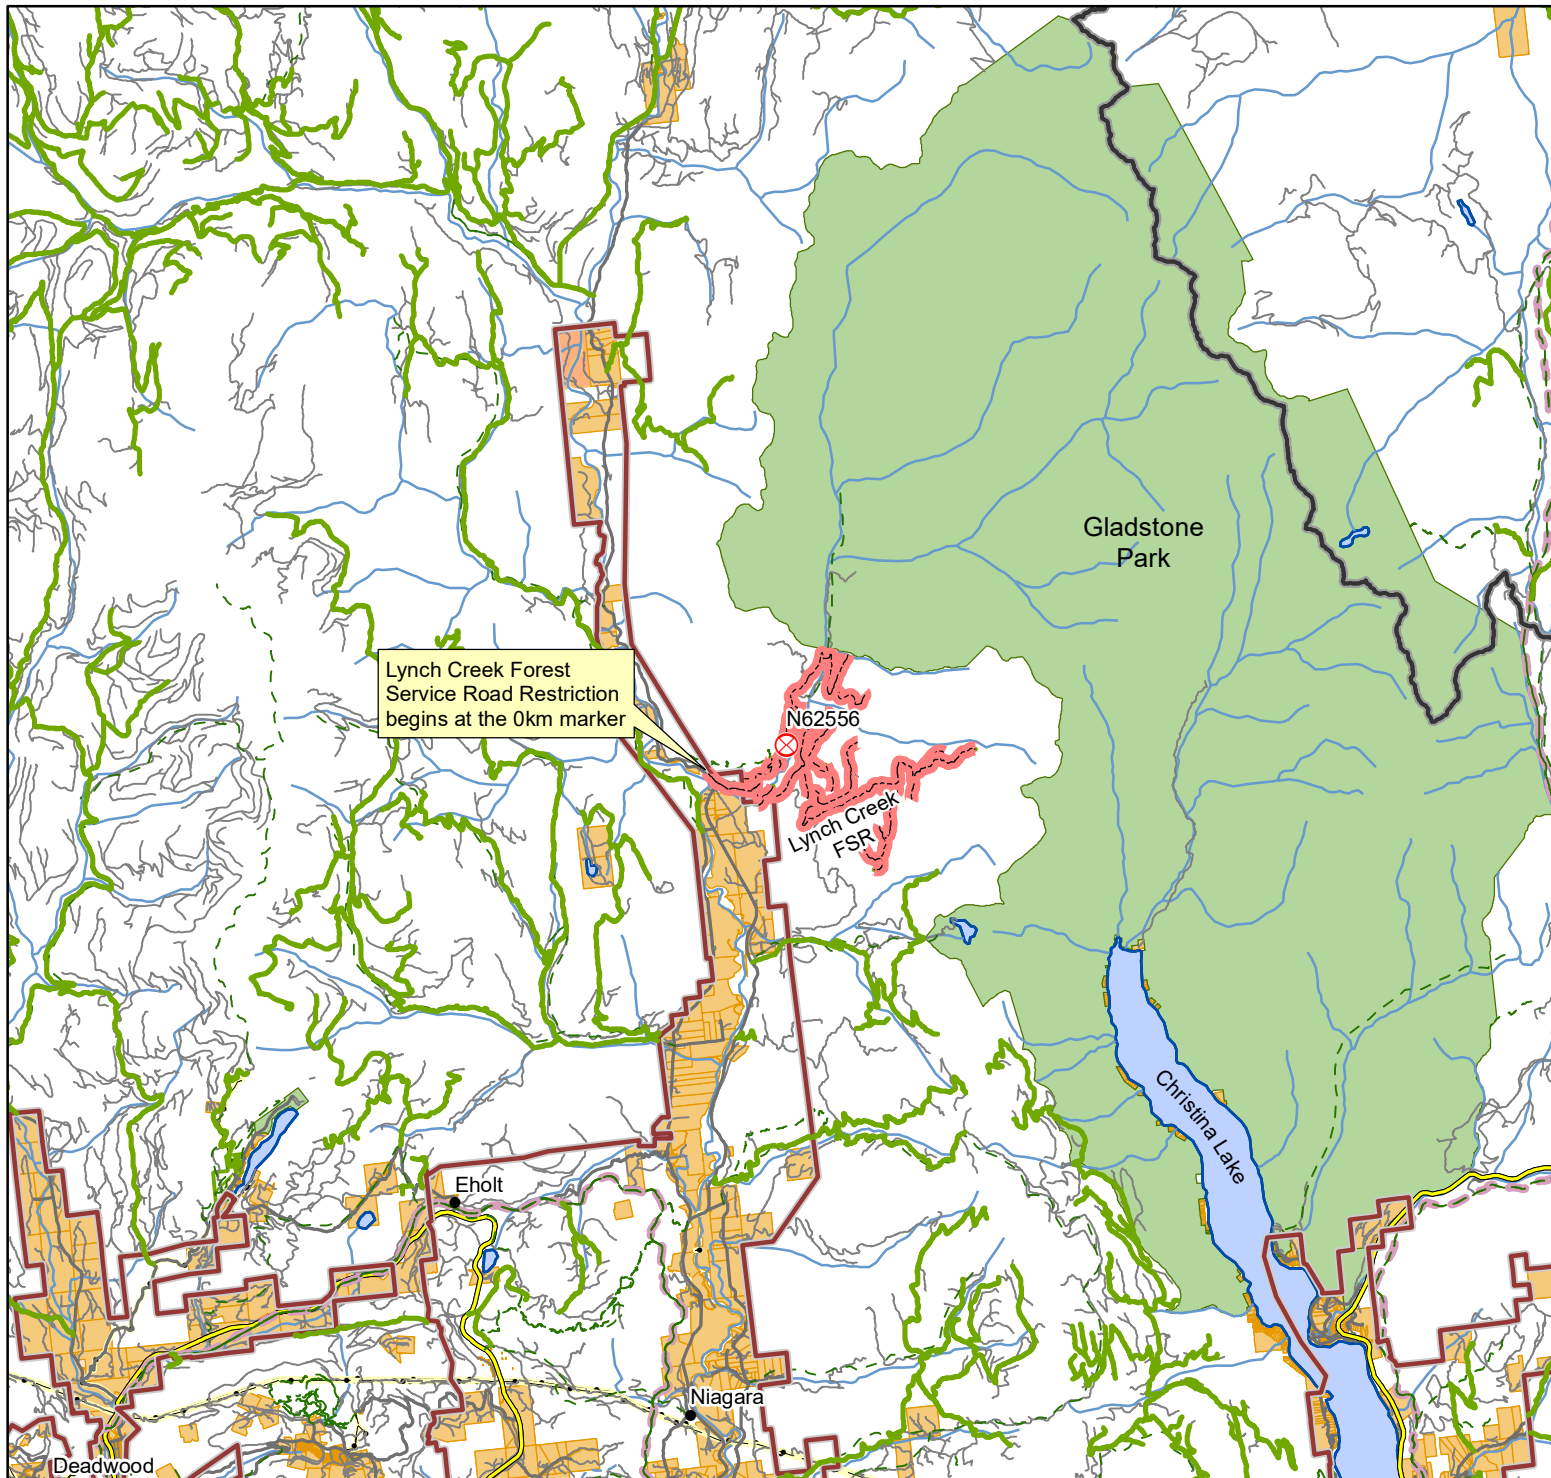 Gladstone
Park
Lynch Creek Forest
Service Road Restriction
begins at the 0km marker
N62556
Lynch Creek
FSR
Christina Lake
Eholt
Niagara
Deadwood